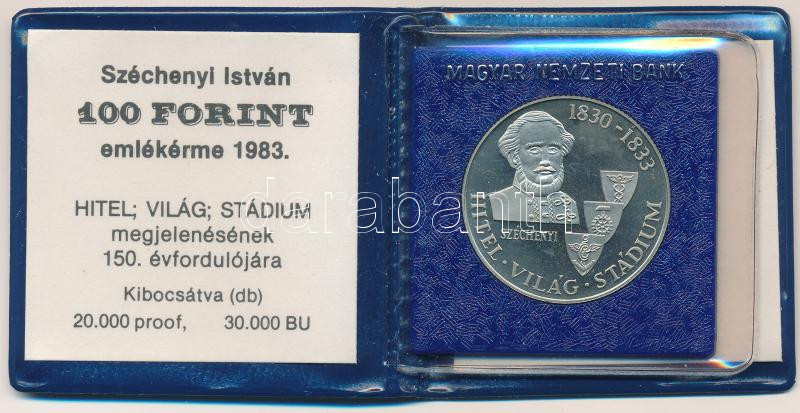 Széchenyi István
100 FORINT
emlékérme 1983.
HITEL; VILÁG; STÁDIUM
megjelenésének
150. évfordulójára
Kibocsátva (db)
20.000 proof, 30.000 BU
MAGYAR NEMZETI BANK
1830-1833
SZÉCHENYI
HITEL · VILÁG · STÁDIUM
darabanth